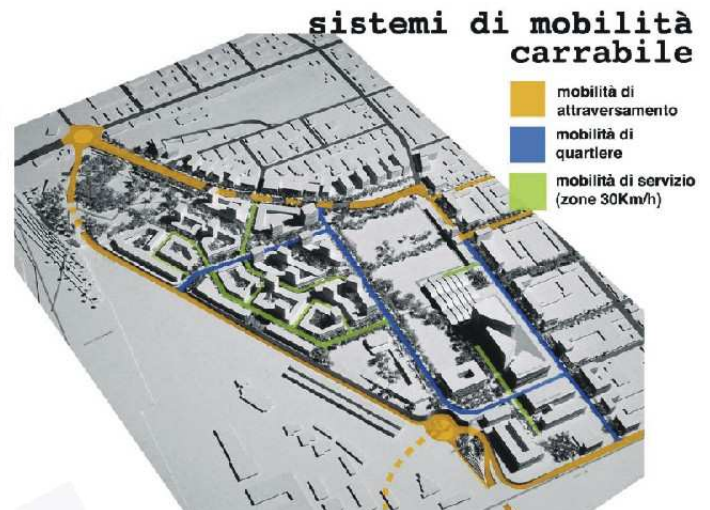 sistemi di mobilità
carrabile
mobilità di
attraversamento
mobilità di
quartiere
mobilità di servizio
(zone 30Km/h)